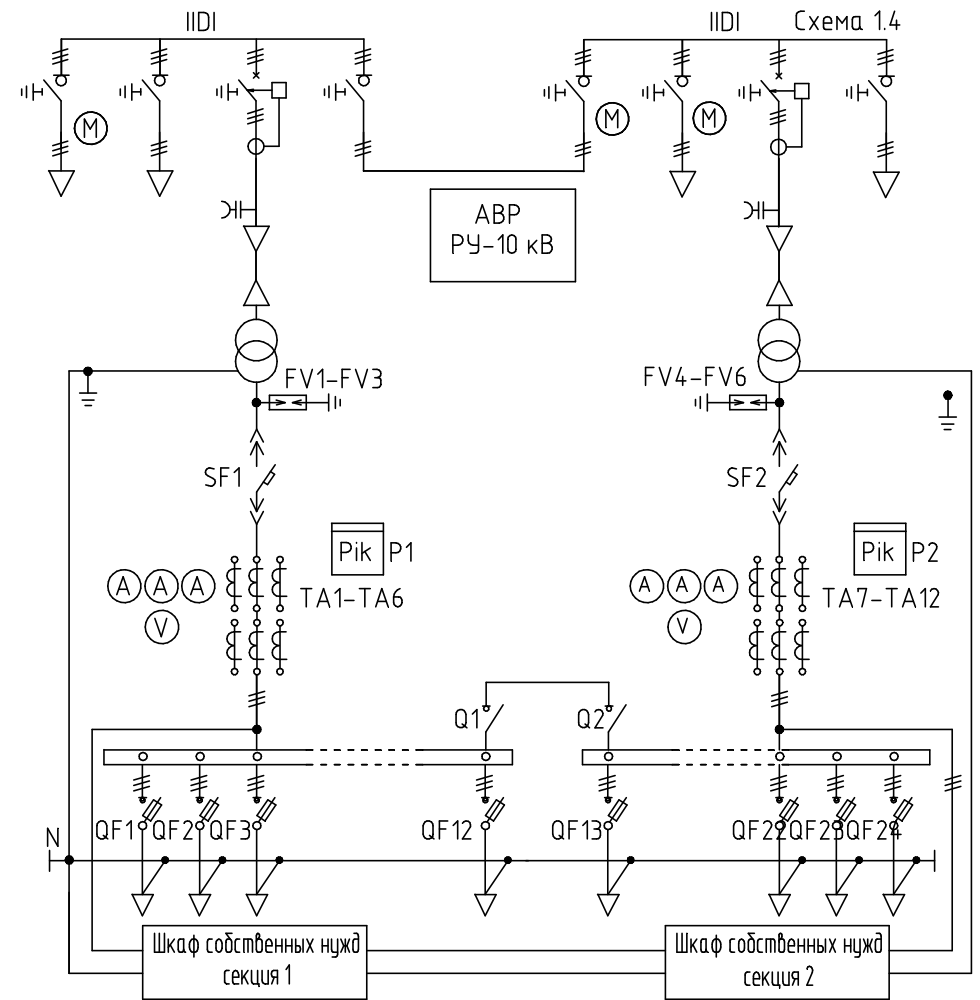 IIDI
IIDI
Схема 1.4
M
M
M
АВР
РУ-10 кВ
FV1-FV3
FV4-FV6
SF1
SF2
Pik P1
Pik P2
A A A
TA1-TA6
A A A
TA7-TA12
V
V
Q1
Q2
QF1 QF2 QF3 QF12 QF13 QF22 QF23 QF24
N
Шкаф собственных нужд
секция 1
Шкаф собственных нужд
секция 2